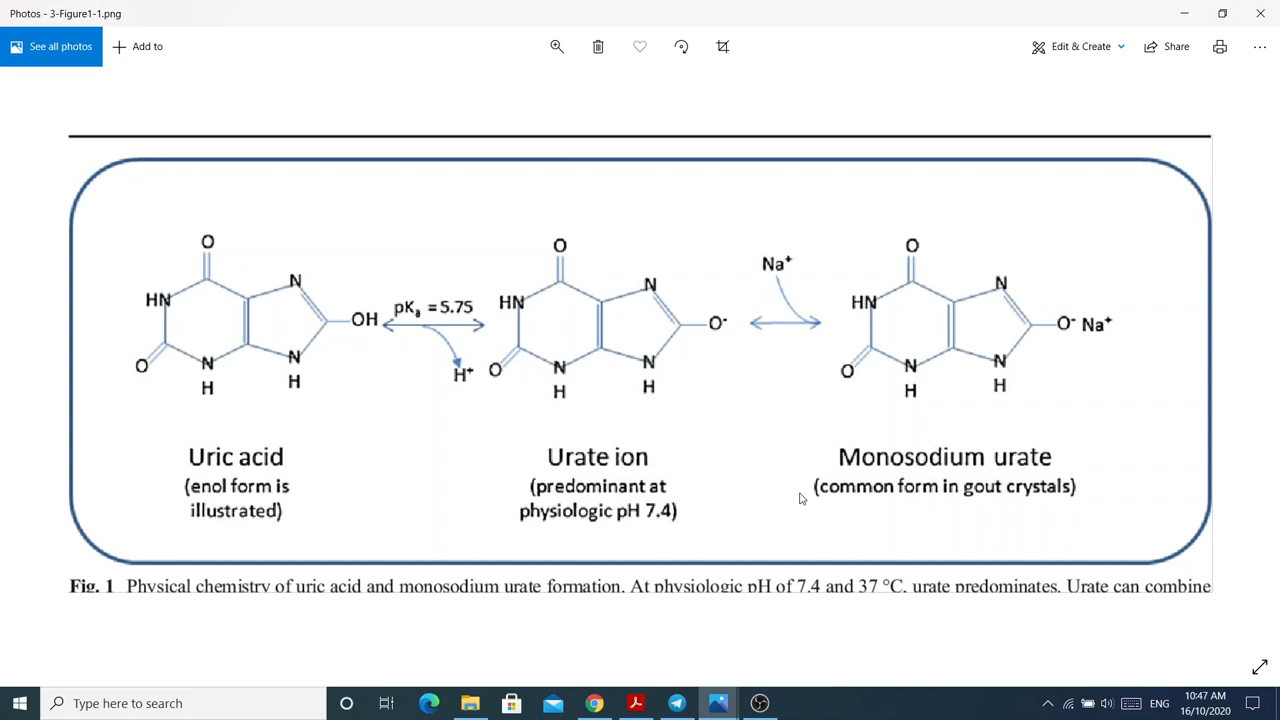 Photos - 3-Figure1-1.png
See all photos
Add to
Edit & Create
Share
O
HN
N
OH
O
N
H
N
H
pKa = 5.75
H+
O
HN
N
O-
O
N
H
N
H
Na+
O
HN
N
O- Na+
O
N
H
N
H
Uric acid
(enol form is
illustrated)
Urate ion
(predominant at
physiologic pH 7.4)
Monosodium urate
(common form in gout crystals)
Fig. 1 Physical chemistry of uric acid and monosodium urate formation. At physiologic pH of 7.4 and 37 °C, urate predominates. Urate can combine
Type here to search
ENG
10:47 AM
16/10/2020